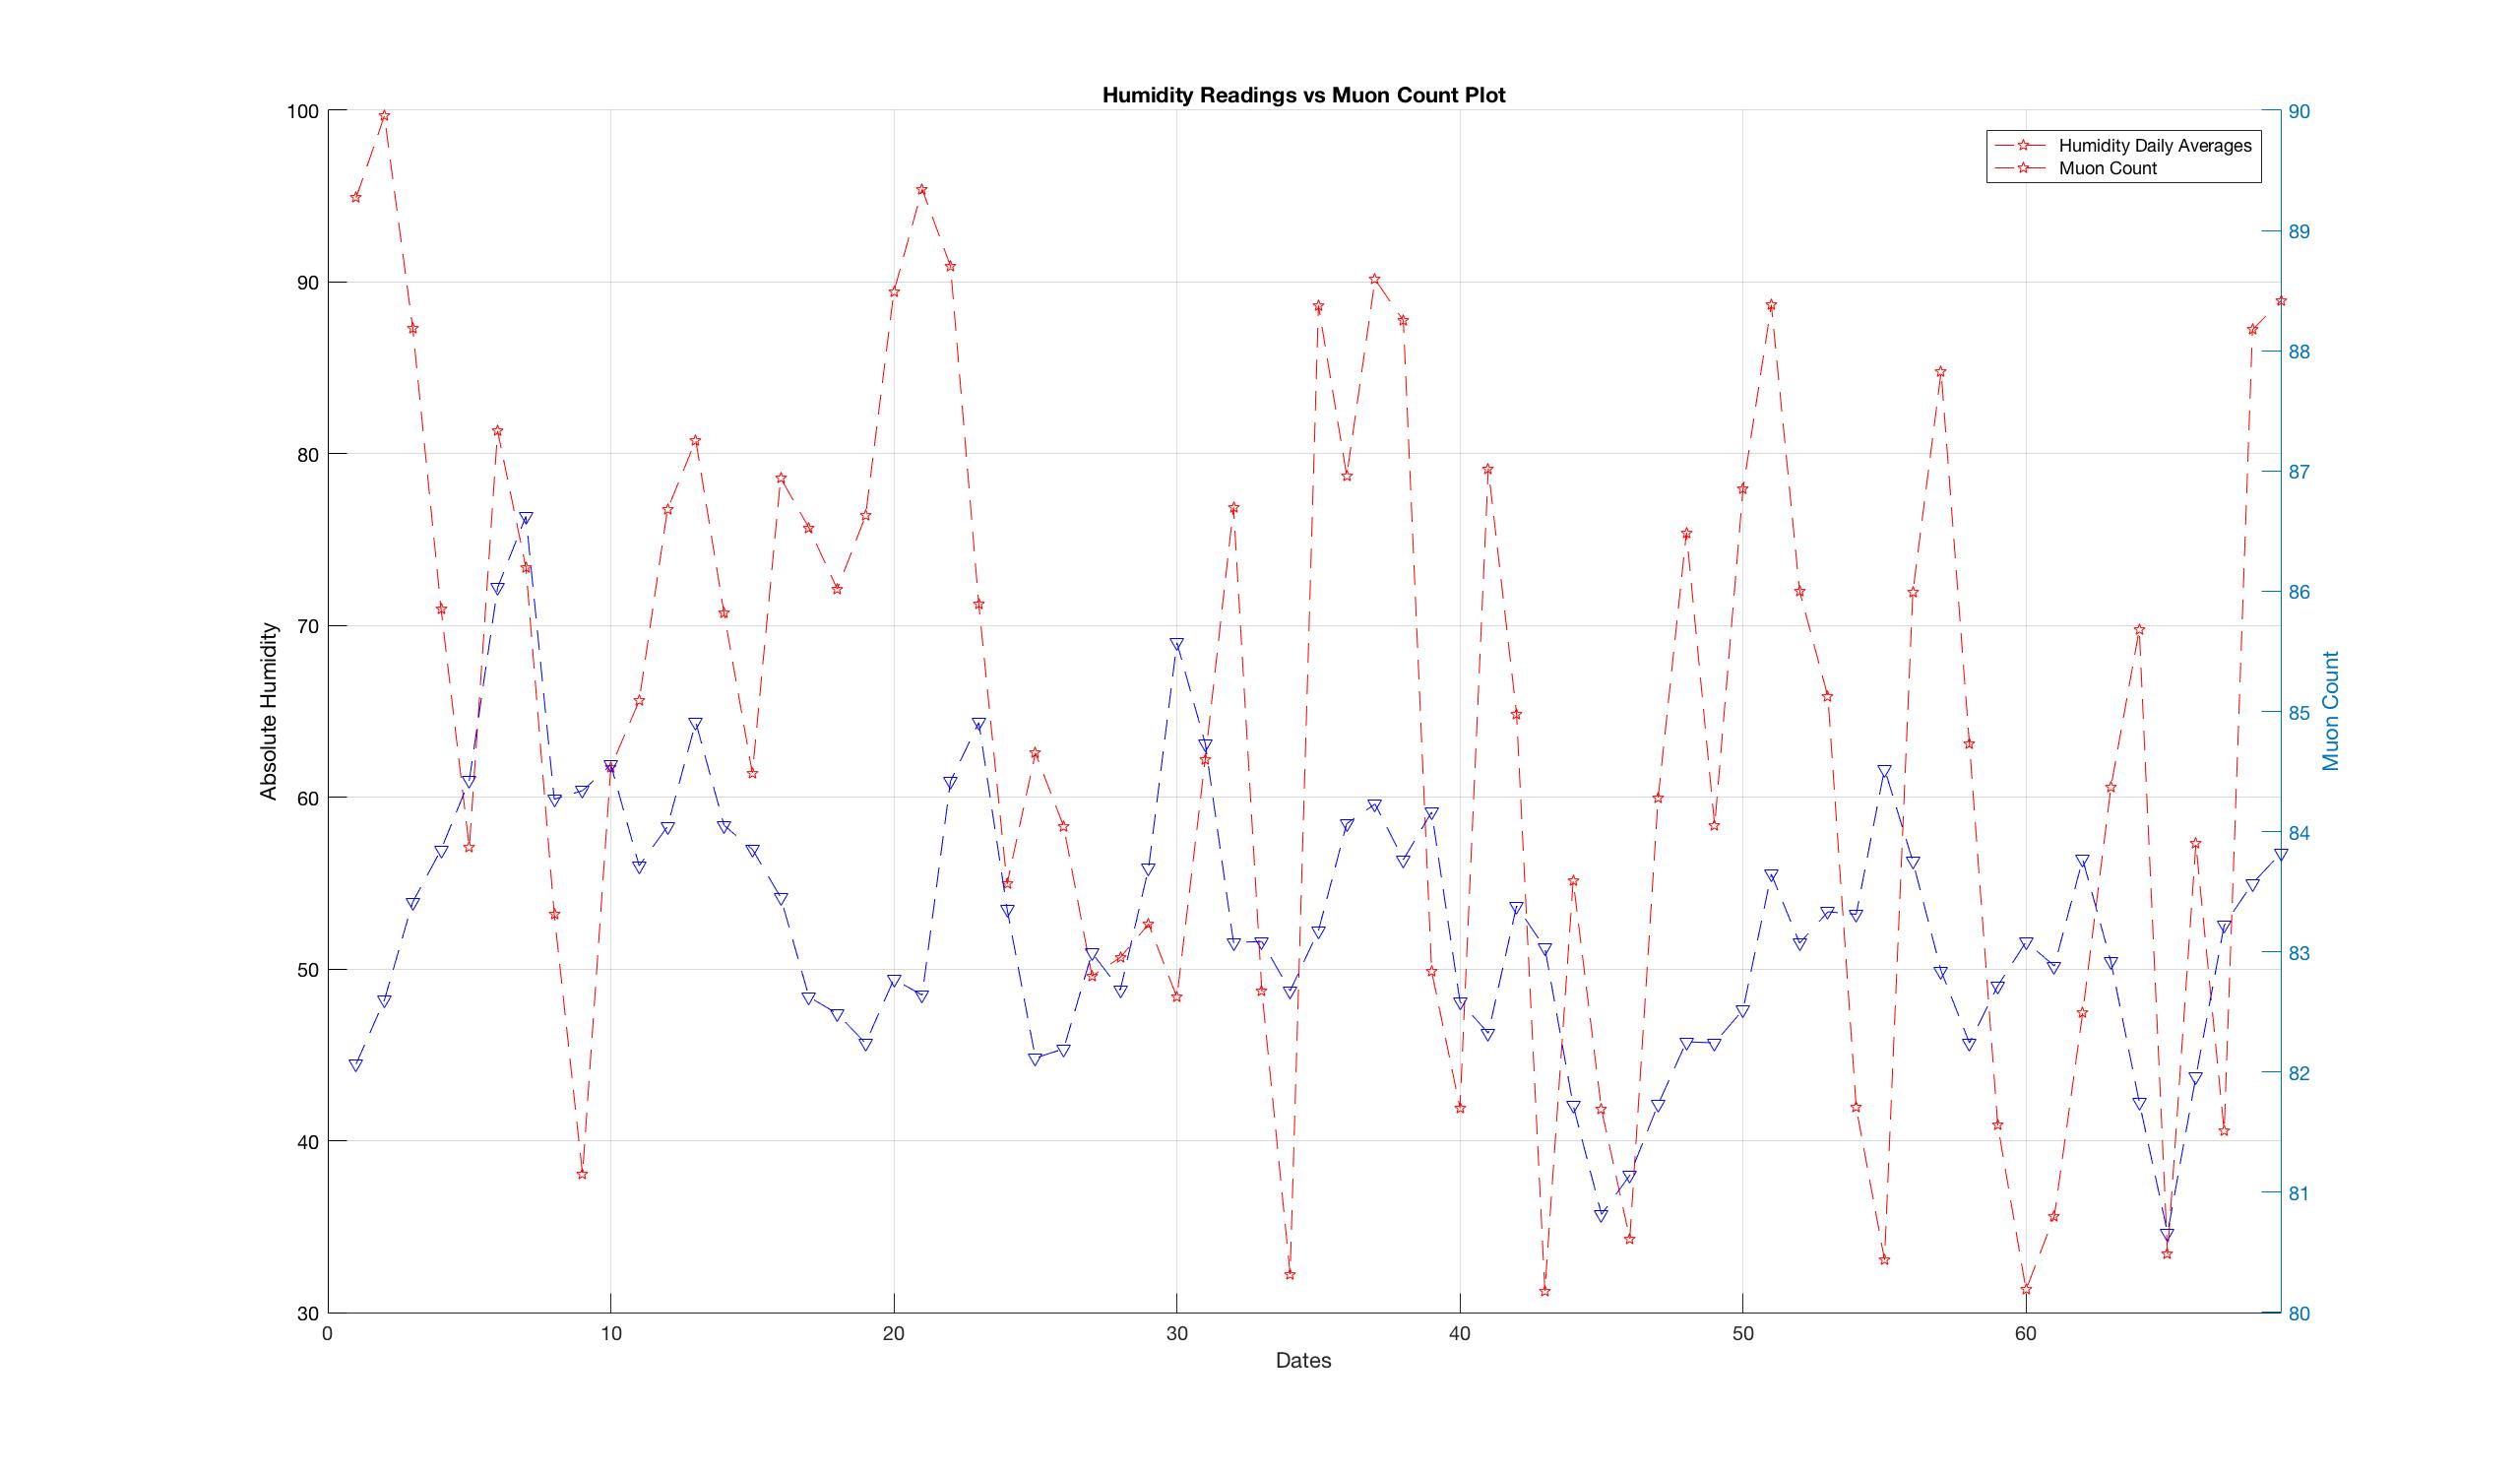 Humidity Readings vs Muon Count Plot
Humidity Daily Averages
Muon Count
100
90
80
70
60
50
40
30
Absolute Humidity
90
89
88
87
86
85
84
83
82
81
80
Muon Count
0 10 20 30 40 50 60
Dates